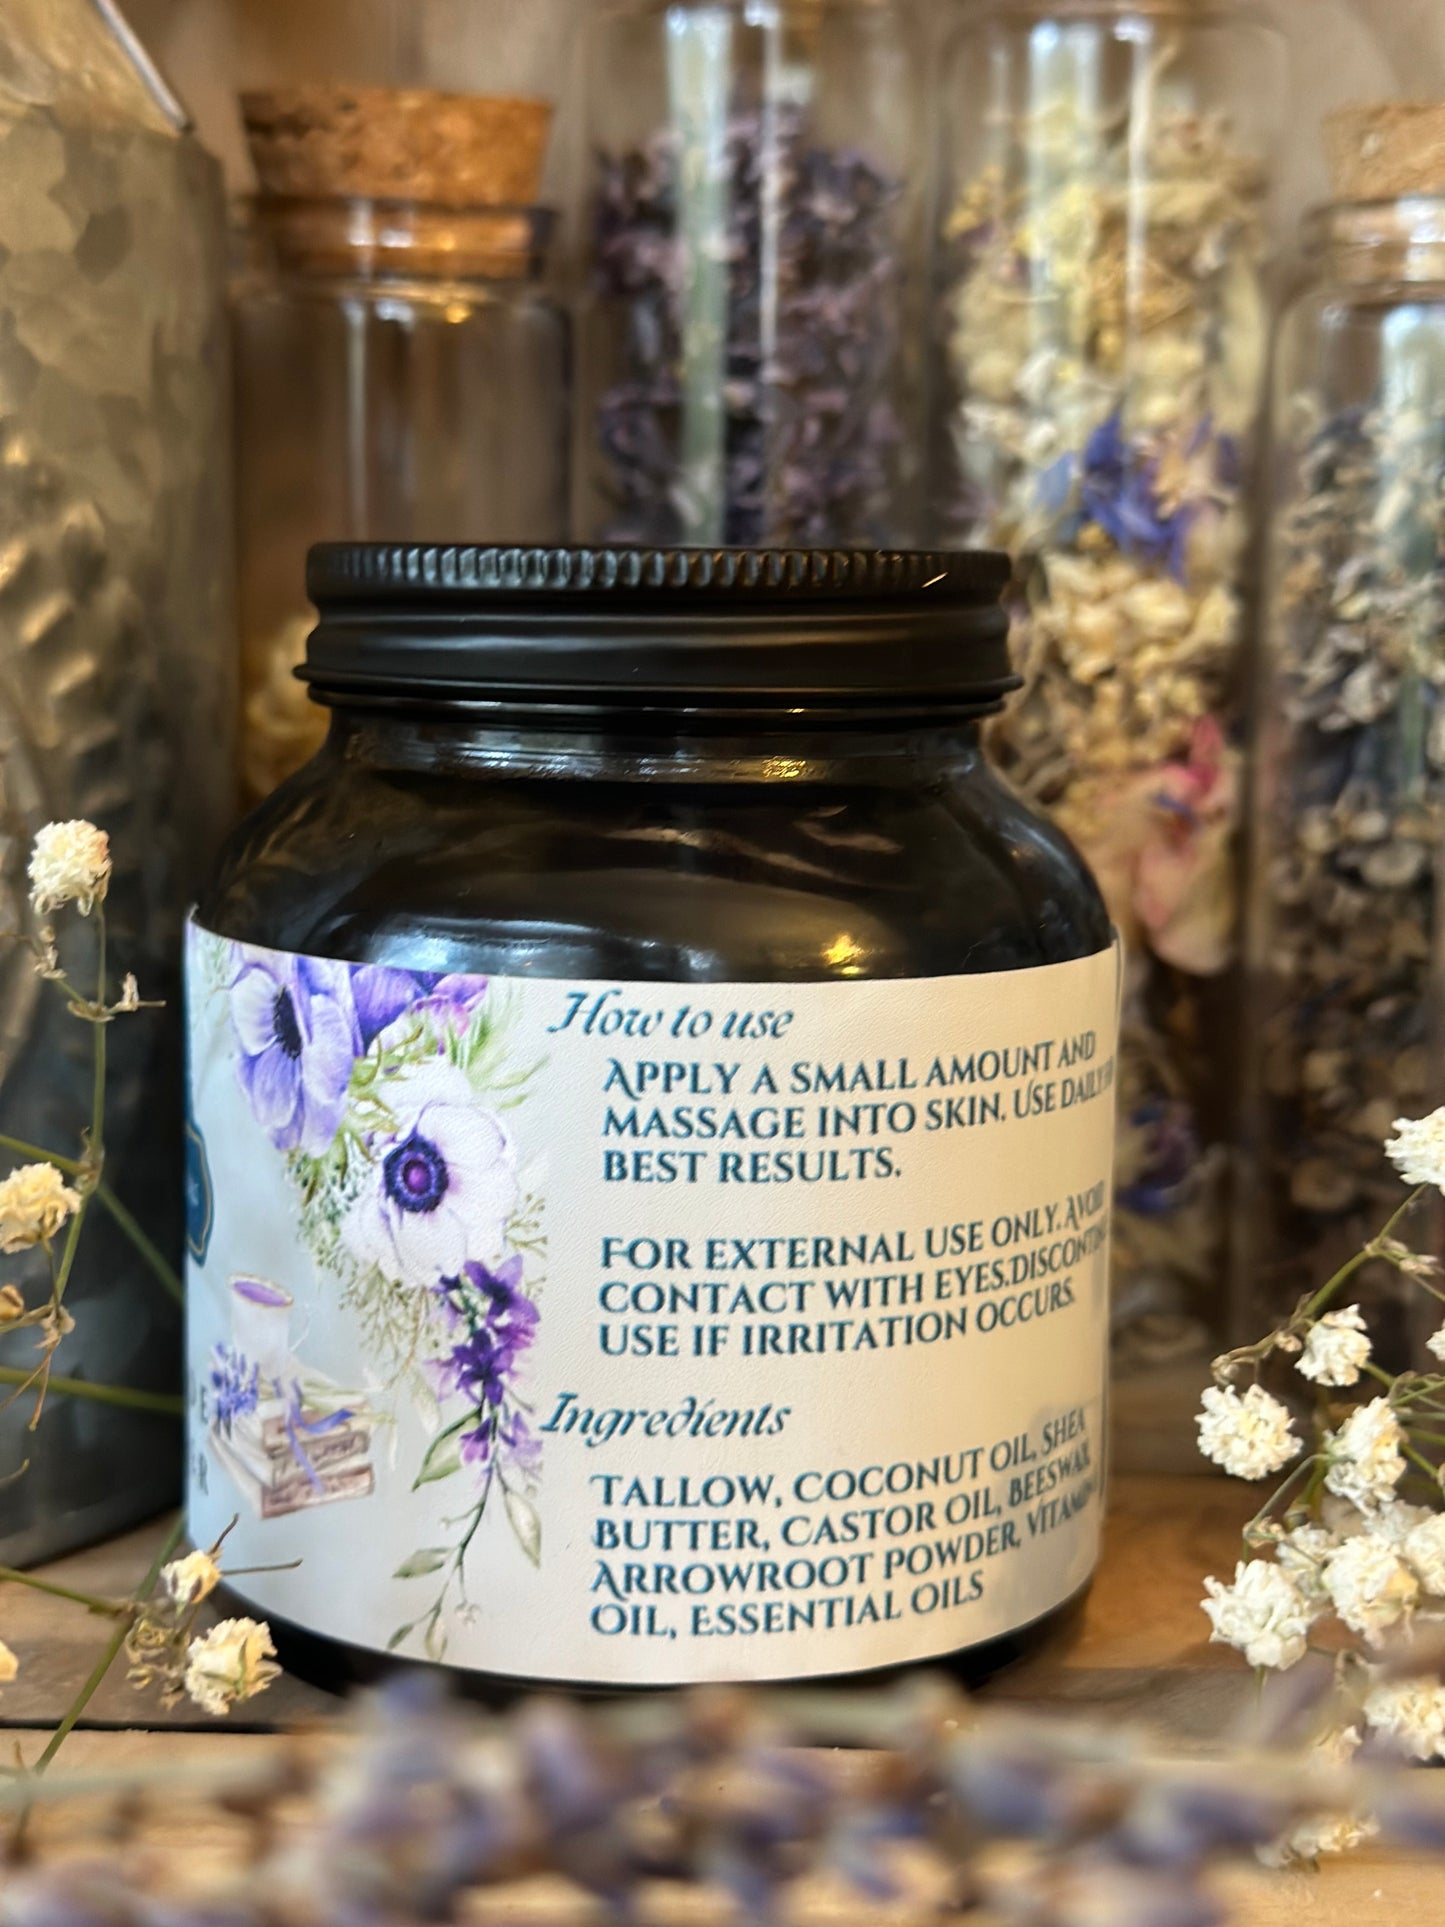 How to use
Apply a small amount and
massage into skin. Use daily
best results.
For external use only. Avoid
contact with eyes.Discontinue
use if irritation occurs.
Ingredients
Tallow, coconut oil, shea
butter, castor oil, beeswax,
arrowroot powder, vitamin
oil, essential oils